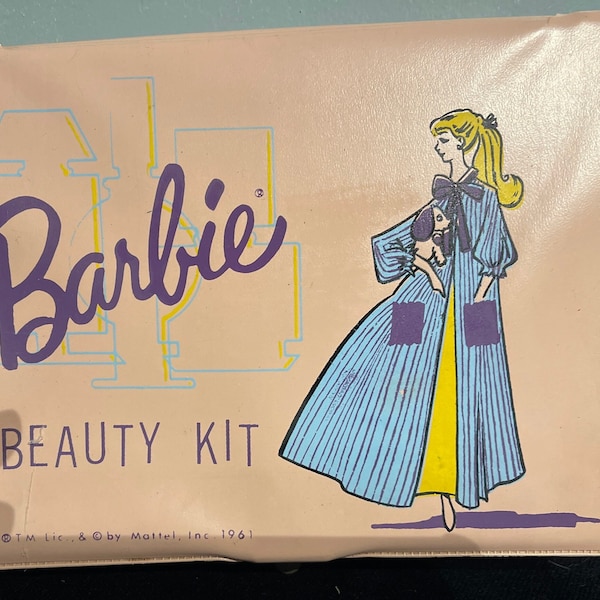 Barbie®
BEAUTY KIT
®TM Lic., & © by Mattel, Inc. 1961